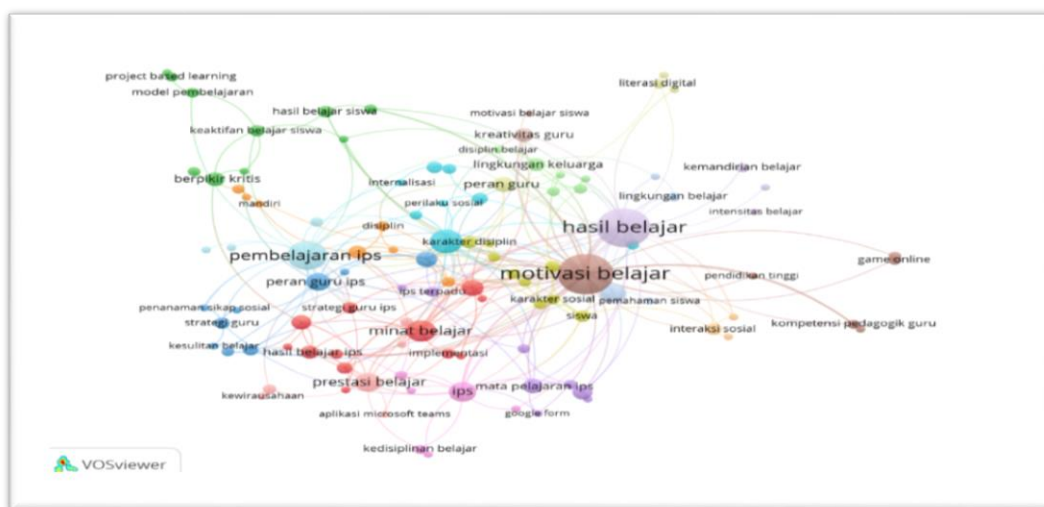 project based learning
literasi digital
model pembelajaran
hasil belajar siswa
motivasi belajar siswa
keaktifan belajar siswa
kreativitas guru
disiplin belajar
lingkungan keluarga
kemandirian belajar
berpikir kritis
internalisasi
peran guru
lingkungan belajar
mandiri
perilaku sosial
intensitas belajar
disiplin
hasil belajar
karakter disiplin
pembelajaran ips
game online
motivasi belajar
pendidikan tinggi
peran guru ips
ips terpadu
karakter sosial
pemahaman siswa
penanaman sikap sosial
strategi guru ips
siswa
strategi guru
minat belajar
interaksi sosial
kompetensi pedagogik guru
kesulitan belajar
hasil belajar ips
implementasi
prestasi belajar
ips
mata pelajaran ips
kewirausahaan
aplikasi microsoft teams
google form
kedisiplinan belajar
VOSviewer